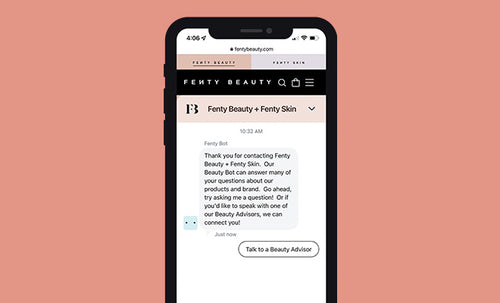 4:06
fentybeauty.com
FEИTY BEAUTY
FEИTY SKIN
FEИTY BEAUTY
FB
Fenty Beauty + Fenty Skin
10:32 AM
Fenty Bot
Thank you for contacting Fenty
Beauty + Fenty Skin. Our
Beauty Bot can answer many of
your questions about our
products and brand. Go ahead,
try asking me a question! Or if
you'd like to speak with one of
our Beauty Advisors, we can
connect you!
Just now
Talk to a Beauty Advisor